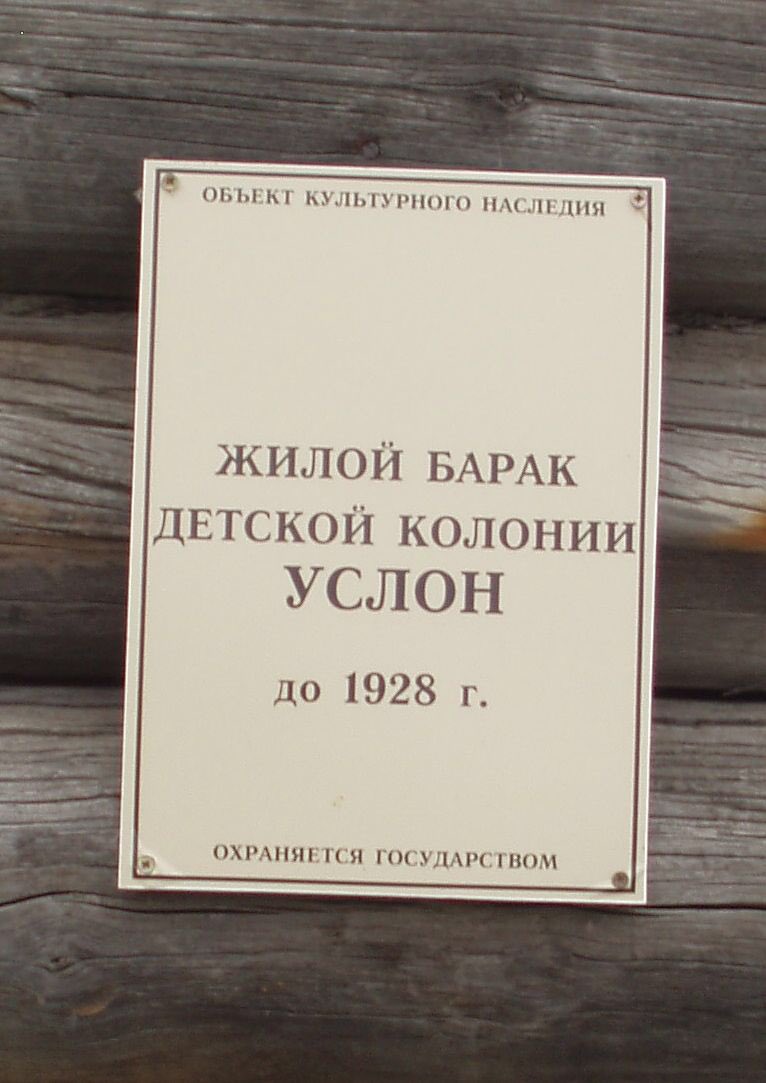 ОБЪЕКТ КУЛЬТУРНОГО НАСЛЕДИЯ
ЖИЛОЙ БАРАК
ДЕТСКОЙ КОЛОНИИ
УСЛОН
до 1928 г.
ОХРАНЯЕТСЯ ГОСУДАРСТВОМ